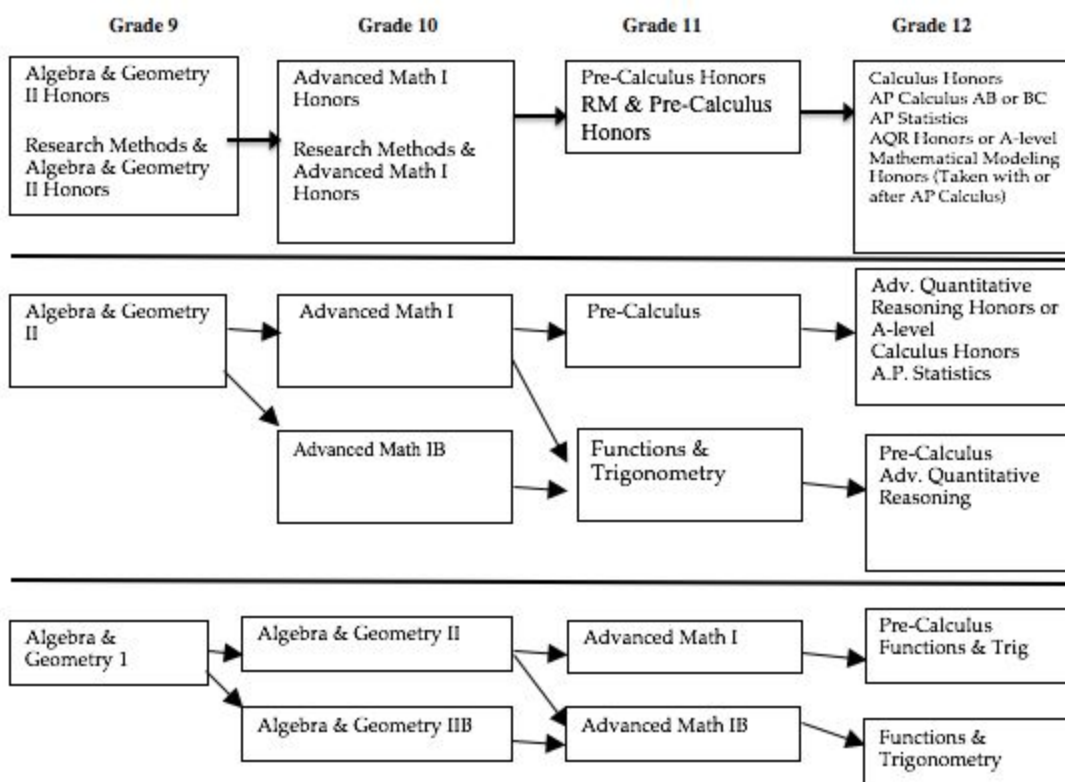 Grade 9
Grade 10
Grade 11
Grade 12
Algebra & Geometry
II Honors
Research Methods &
Algebra & Geometry
II Honors
Advanced Math I
Honors
Research Methods &
Advanced Math I
Honors
Pre-Calculus Honors
RM & Pre-Calculus
Honors
Calculus Honors
AP Calculus AB or BC
AP Statistics
AQR Honors or A-level
Mathematical Modeling
Honors (Taken with or
after AP Calculus)
Algebra & Geometry
II
Advanced Math I
Pre-Calculus
Adv. Quantitative
Reasoning Honors or
A-level
Calculus Honors
A.P. Statistics
Advanced Math IB
Functions &
Trigonometry
Pre-Calculus
Adv. Quantitative
Reasoning
Algebra &
Geometry 1
Algebra & Geometry II
Advanced Math I
Pre-Calculus
Functions & Trig
Algebra & Geometry IIB
Advanced Math IB
Functions &
Trigonometry